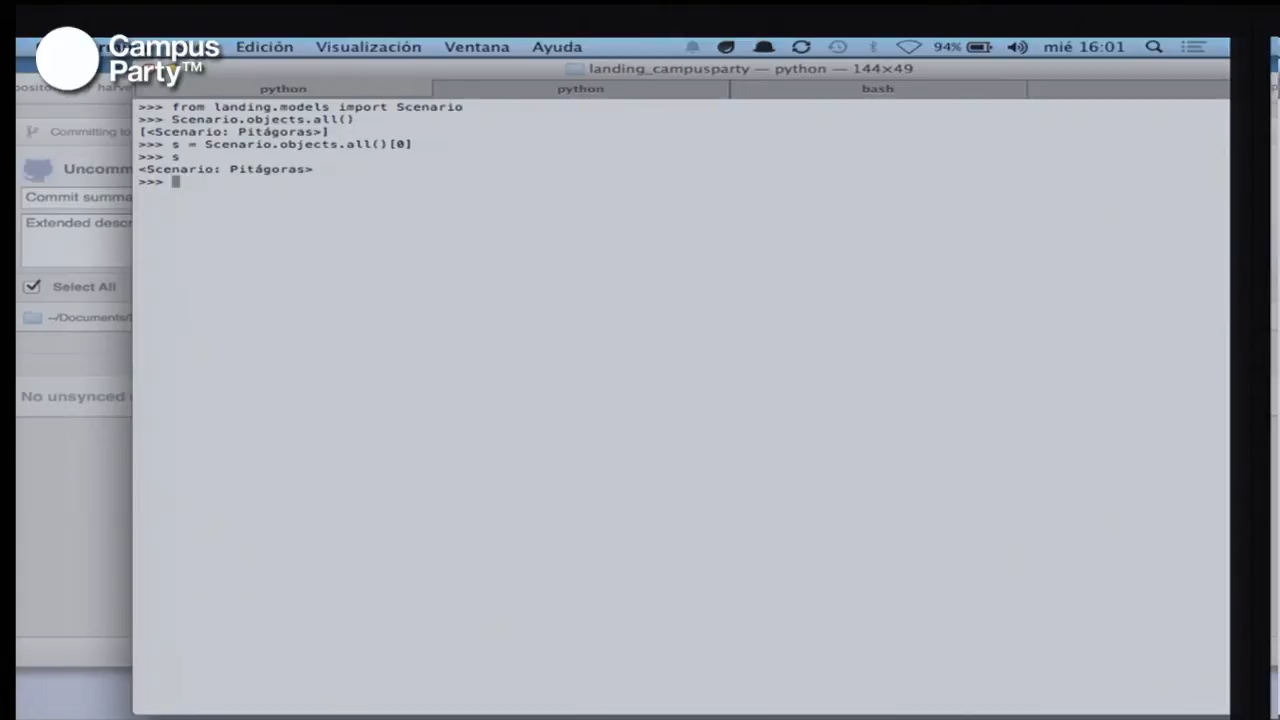 Campus
Party™
Edición Visualización Ventana Ayuda 94% mié 16:01
landing_campusparty — python — 144×49
python python bash
>>> from landing.models import Scenario
>>> Scenario.objects.all()
[<Scenario: Pitágoras>]
>>> s = Scenario.objects.all()[0]
>>> s
<Scenario: Pitágoras>
>>>
Committing to
Uncomm
Commit summa
Extended descr
Select All
~/Documents/
No unsynced